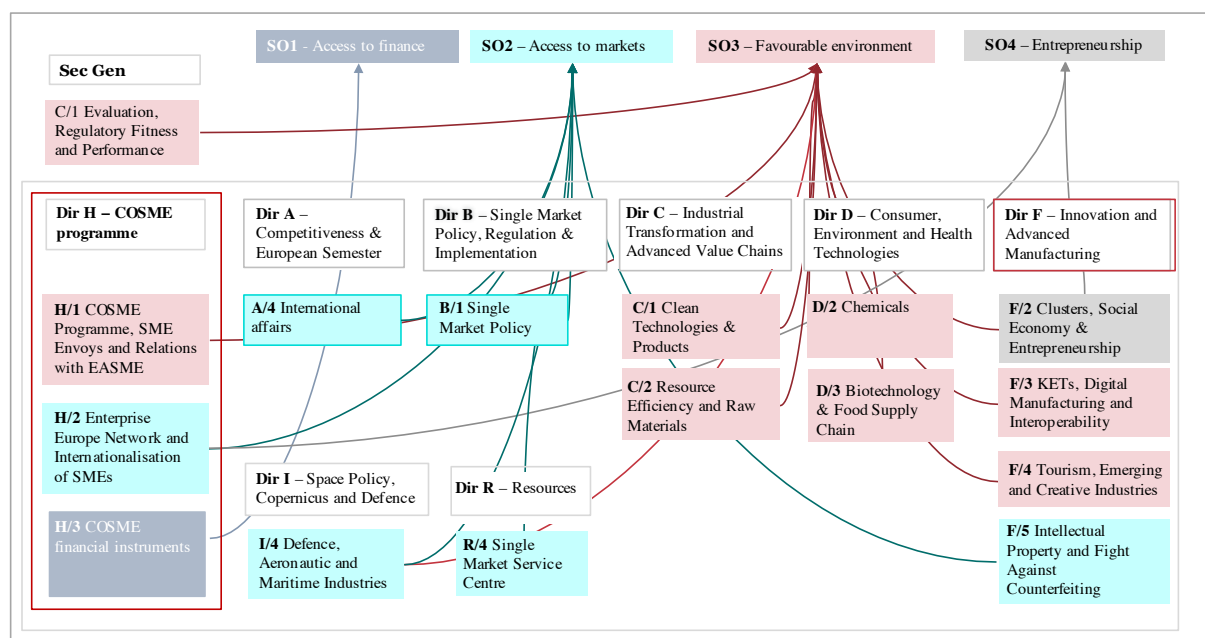 SO1 - Access to finance
SO2 – Access to markets
SO3 – Favourable environment
SO4 – Entrepreneurship
Sec Gen
C/1 Evaluation,
Regulatory Fitness
and Performance
Dir H – COSME
programme
Dir A –
Competitiveness &
European Semester
Dir B – Single Market
Policy, Regulation &
Implementation
Dir C – Industrial
Transformation and
Advanced Value Chains
Dir D – Consumer,
Environment and Health
Technologies
Dir F – Innovation and
Advanced
Manufacturing
H/1 COSME
Programme, SME
Envoys and Relations
with EASME
A/4 International
affairs
B/1 Single
Market Policy
C/1 Clean
Technologies &
Products
D/2 Chemicals
F/2 Clusters, Social
Economy &
Entrepreneurship
C/2 Resource
Efficiency and Raw
Materials
D/3 Biotechnology
& Food Supply
Chain
F/3 KETs, Digital
Manufacturing and
Interoperability
H/2 Enterprise
Europe Network and
Internationalisation
of SMEs
Dir I – Space Policy,
Copernicus and Defence
Dir R – Resources
F/4 Tourism, Emerging
and Creative Industries
H/3 COSME
financial instruments
I/4 Defence,
Aeronautic and
Maritime Industries
R/4 Single
Market Service
Centre
F/5 Intellectual
Property and Fight
Against
Counterfeiting